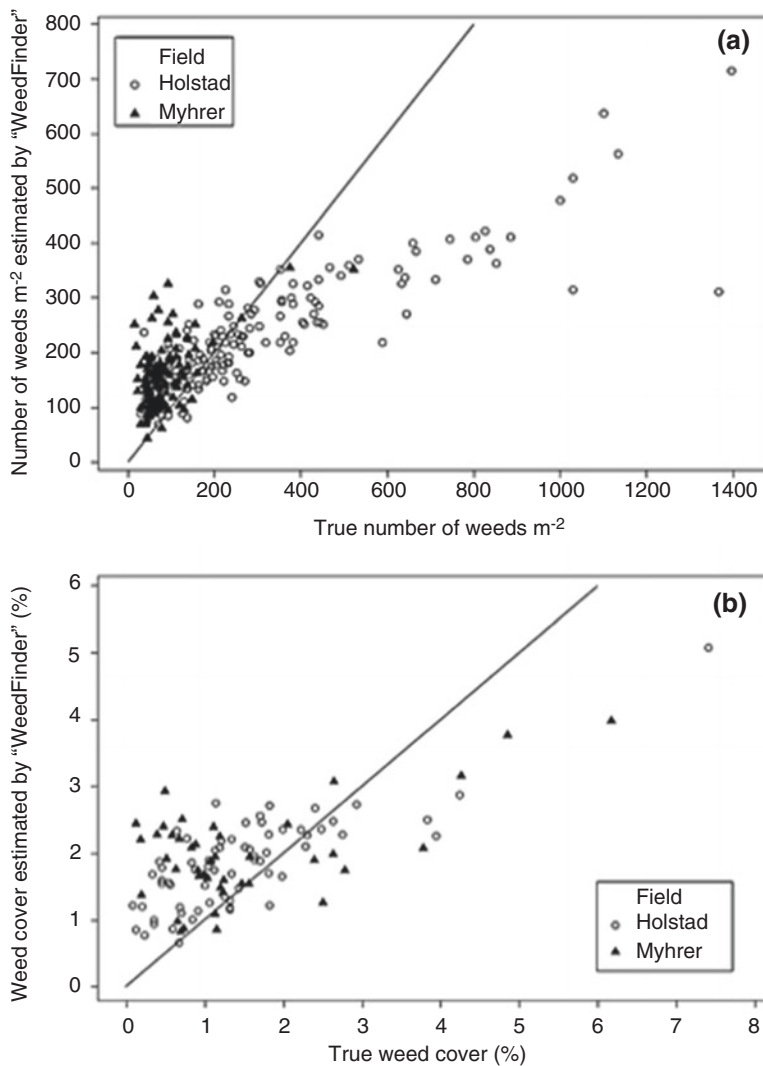 (a)
Field
Holstad
Myhrer
Number of weeds m-2 estimated by "WeedFinder"
800
700
600
500
400
300
200
100
0
0 200 400 600 800 1000 1200 1400
True number of weeds m-2
(b)
Weed cover estimated by "WeedFinder" (%)
6
5
4
3
2
1
0
Field
Holstad
Myhrer
0 1 2 3 4 5 6 7 8
True weed cover (%)